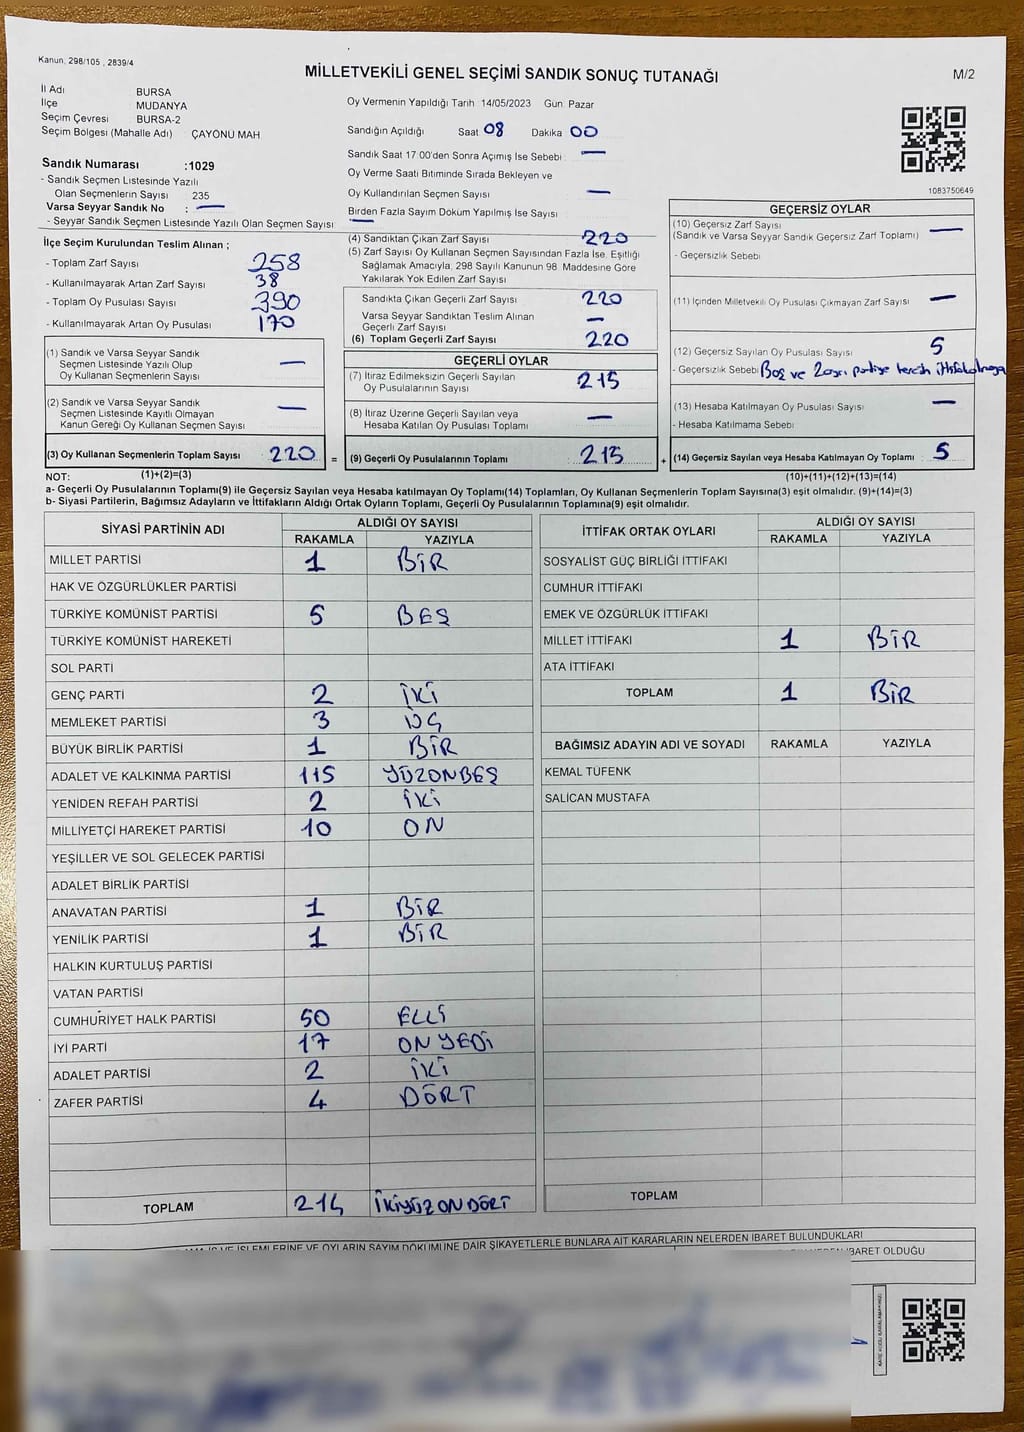 Kanun, 298/105 , 2839/4
MİLLETVEKİLİ GENEL SEÇİMİ SANDIK SONUÇ TUTANAĞI
M/2
İl Adı BURSA
İlçe MUDANYA
Seçim Çevresi BURSA-2
Seçim Bölgesi (Mahalle Adı) ÇAYONU MAH
Sandık Numarası :1029
- Sandık Seçmen Listesinde Yazılı
Olan Seçmenlerin Sayısı 235
Varsa Seyyar Sandık No : —
- Seyyar Sandık Seçmen Listesinde Yazılı Olan Seçmen Sayısı —
Oy Vermenin Yapıldığı Tarih 14/05/2023 Gün Pazar
Sandığın Açıldığı Saat 08 Dakika 00
Sandık Saat 17:00'den Sonra Açımış İse Sebebi : —
Oy Verme Saati Bitiminde Sırada Bekleyen ve
Oy Kullandırılan Seçmen Sayısı —
Birden Fazla Sayım Döküm Yapılmış İse Sayısı
1083750649
İlçe Seçim Kurulundan Teslim Alınan ;
- Toplam Zarf Sayısı 258
- Kullanılmayarak Artan Zarf Sayısı 38
- Toplam Oy Pusulası Sayısı 390
- Kullanılmayarak Artan Oy Pusulası 170
(1) Sandık ve Varsa Seyyar Sandık
Seçmen Listesinde Yazılı Olup
Oy Kullanan Seçmenlerin Sayısı —
(2) Sandık ve Varsa Seyyar Sandık
Seçmen Listesinde Kayıtlı Olmayan
Kanun Gereği Oy Kullanan Seçmen Sayısı —
(3) Oy Kullanan Seçmenlerin Toplam Sayısı 220 =
(1)+(2)=(3)
(4) Sandıktan Çıkan Zarf Sayısı 220
(5) Zarf Sayısı Oy Kullanan Seçmen Sayısından Fazla İse, Eşitliği
Sağlamak Amacıyla, 298 Sayılı Kanunun 98 Maddesine Göre
Yakılarak Yok Edilen Zarf Sayısı
Sandıkta Çıkan Geçerli Zarf Sayısı 220
Varsa Seyyar Sandıktan Teslim Alınan
Geçerli Zarf Sayısı —
(6) Toplam Geçerli Zarf Sayısı 220
GEÇERLİ OYLAR
(7) İtiraz Edilmeksizin Geçerli Sayılan
Oy Pusulalarının Sayısı 215
(8) İtiraz Üzerine Geçerli Sayılan veya
Hesaba Katılan Oy Pusulası Toplamı —
(9) Geçerli Oy Pusulalarının Toplamı 215 +
GEÇERSİZ OYLAR
(10) Geçersiz Zarf Sayısı —
(Sandık ve Varsa Seyyar Sandık Geçersiz Zarf Toplamı)
- Geçersizlik Sebebi
(11) İçinden Milletvekili Oy Pusulası Çıkmayan Zarf Sayısı —
(12) Geçersiz Sayılan Oy Pusulası Sayısı 5
- Geçersizlik Sebebi Boş ve
(13) Hesaba Katılmayan Oy Pusulası Sayısı —
- Hesaba Katılmama Sebebi
(14) Geçersiz Sayılan veya Hesaba Katılmayan Oy Toplamı 5
(10)+(11)+(12)+(13)=(14)
NOT:
a- Geçerli Oy Pusulalarının Toplamı(9) ile Geçersiz Sayılan veya Hesaba katılmayan Oy Toplamı(14) Toplamları, Oy Kullanan Seçmenlerin Toplam Sayısına(3) eşit olmalıdır. (9)+(14)=(3)
b- Siyasi Partilerin, Bağımsız Adayların ve İttifakların Aldığı Ortak Oyların Toplamı, Geçerli Oy Pusulalarının Toplamına(9) eşit olmalıdır.
SİYASİ PARTİNİN ADI ALDIĞI OY SAYISI
RAKAMLA YAZIYLA
MİLLET PARTİSİ 1 BİR
HAK VE ÖZGÜRLÜKLER PARTİSİ
TÜRKİYE KOMÜNİST PARTİSİ 5 BEŞ
TÜRKİYE KOMÜNİST HAREKETİ
SOL PARTİ
GENÇ PARTİ 2 İKİ
MEMLEKET PARTİSİ 3 ÜÇ
BÜYÜK BİRLİK PARTİSİ 1 BİR
ADALET VE KALKINMA PARTİSİ 115 YÜZONBEŞ
YENİDEN REFAH PARTİSİ 2 İKİ
MİLLİYETÇİ HAREKET PARTİSİ 10 ON
YEŞİLLER VE SOL GELECEK PARTİSİ
ADALET BİRLİK PARTİSİ
ANAVATAN PARTİSİ 1 BİR
YENİLİK PARTİSİ 1 BİR
HALKIN KURTULUŞ PARTİSİ
VATAN PARTİSİ
CUMHURİYET HALK PARTİSİ 50 ELLİ
İYİ PARTİ 17 ONYEDİ
ADALET PARTİSİ 2 İKİ
ZAFER PARTİSİ 4 DÖRT
TOPLAM 214 İKİYÜZONDÖRT
İTTİFAK ORTAK OYLARI ALDIĞI OY SAYISI
RAKAMLA YAZIYLA
SOSYALİST GÜÇ BİRLİĞİ İTTİFAKI
CUMHUR İTTİFAKI
EMEK VE ÖZGÜRLÜK İTTİFAKI
MİLLET İTTİFAKI 1 BİR
ATA İTTİFAKI
TOPLAM 1 BİR
BAĞIMSIZ ADAYIN ADI VE SOYADI RAKAMLA YAZIYLA
KEMAL TÜFENK
SALİCAN MUSTAFA
TOPLAM
İŞLEMLERİNE VE OYLARIN SAYIM DÖKÜMÜNE DAİR ŞİKAYETLERLE BUNLARA AİT KARARLARIN NELERDEN İBARET BULUNDUKLARI
İBARET OLDUĞU
KARE KODU KARALAMAYINIZ!